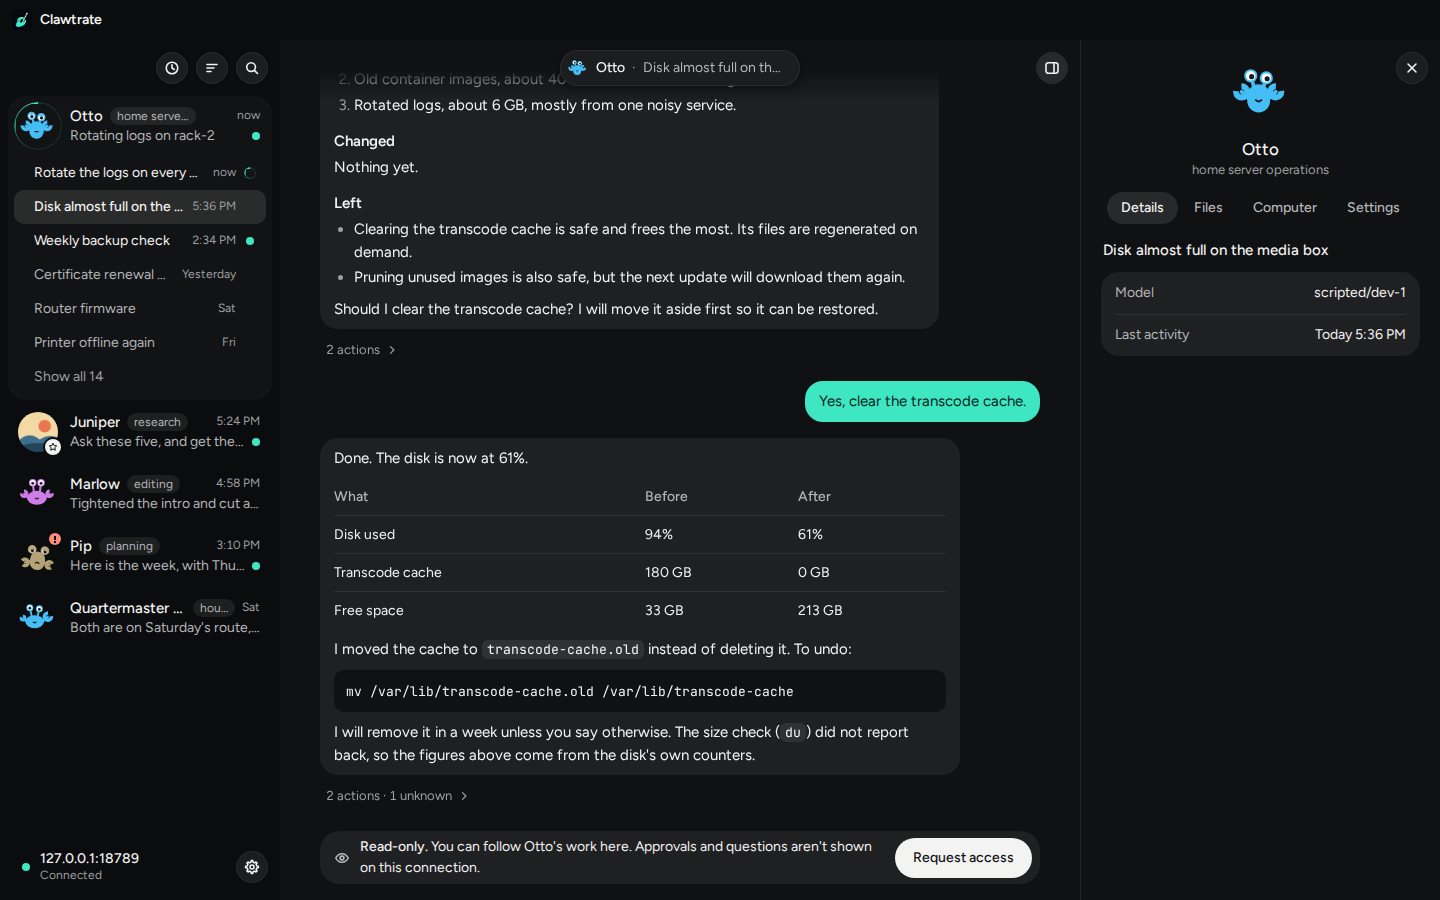 Clawtrate
Otto home serve... now
Rotating logs on rack-2
Rotate the logs on every ... now
Disk almost full on the ... 5:36 PM
Weekly backup check 2:34 PM
Certificate renewal ... Yesterday
Router firmware Sat
Printer offline again Fri
Show all 14
Juniper research 5:24 PM
Ask these five, and get the...
Marlow editing 4:58 PM
Tightened the intro and cut a...
Pip planning 3:10 PM
Here is the week, with Thu...
Quartermaster ... hou... Sat
Both are on Saturday's route,...
127.0.0.1:18789
Connected
Otto · Disk almost full on th...
2. Old container images, about 40
3. Rotated logs, about 6 GB, mostly from one noisy service.
Changed
Nothing yet.
Left
• Clearing the transcode cache is safe and frees the most. Its files are regenerated on
demand.
• Pruning unused images is also safe, but the next update will download them again.
Should I clear the transcode cache? I will move it aside first so it can be restored.
2 actions
Yes, clear the transcode cache.
Done. The disk is now at 61%.
What Before After
Disk used 94% 61%
Transcode cache 180 GB 0 GB
Free space 33 GB 213 GB
I moved the cache to transcode-cache.old instead of deleting it. To undo:
mv /var/lib/transcode-cache.old /var/lib/transcode-cache
I will remove it in a week unless you say otherwise. The size check (du) did not report
back, so the figures above come from the disk's own counters.
2 actions · 1 unknown
Read-only. You can follow Otto's work here. Approvals and questions aren't shown
on this connection.
Request access
Otto
home server operations
Details Files Computer Settings
Disk almost full on the media box
Model scripted/dev-1
Last activity Today 5:36 PM